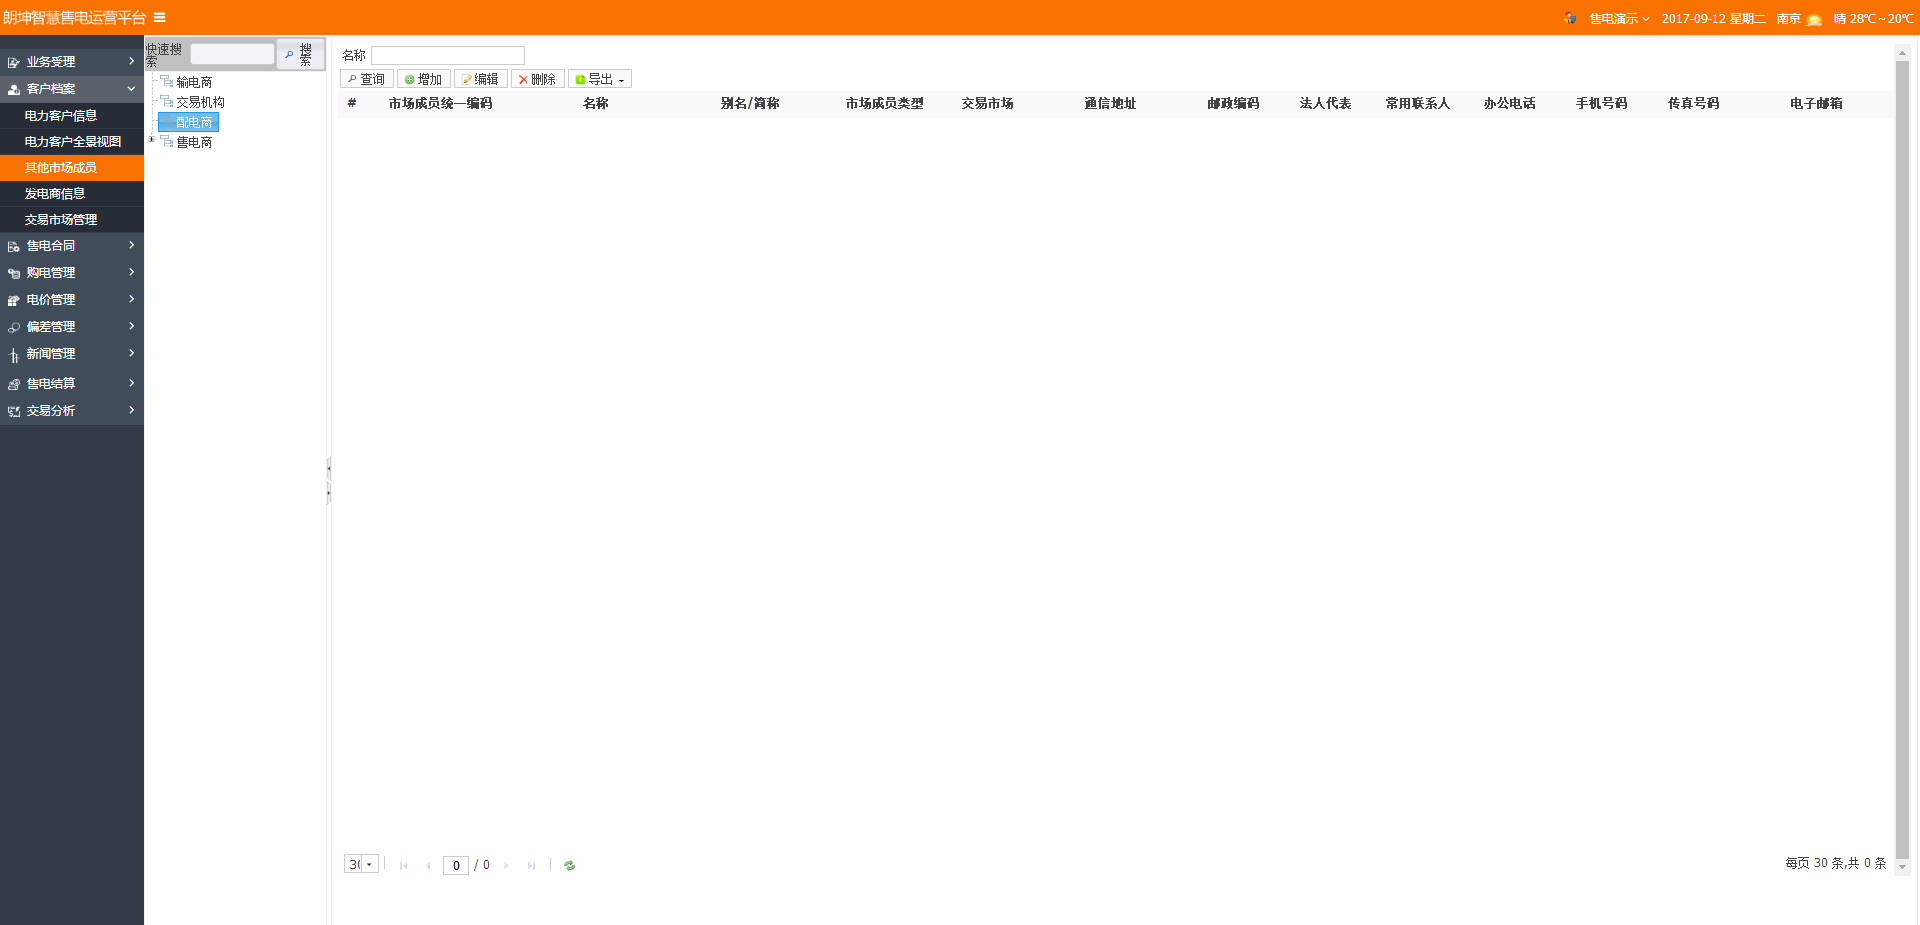 朗坤智慧售电运营平台
售电演示 2017-09-12 星期二 南京 晴 28℃~20℃
业务受理
客户档案
电力客户信息
电力客户全景视图
其他市场成员
发电商信息
交易市场管理
售电合同
购电管理
电价管理
偏差管理
新闻管理
售电结算
交易分析
快速搜
索
搜
索
输电商
交易机构
配电商
售电商
名称
查询 增加 编辑 删除 导出
# 市场成员统一编码 名称 别名/简称 市场成员类型 交易市场 通信地址 邮政编码 法人代表 常用联系人 办公电话 手机号码 传真号码 电子邮箱
30 0 / 0 每页 30 条,共 0 条